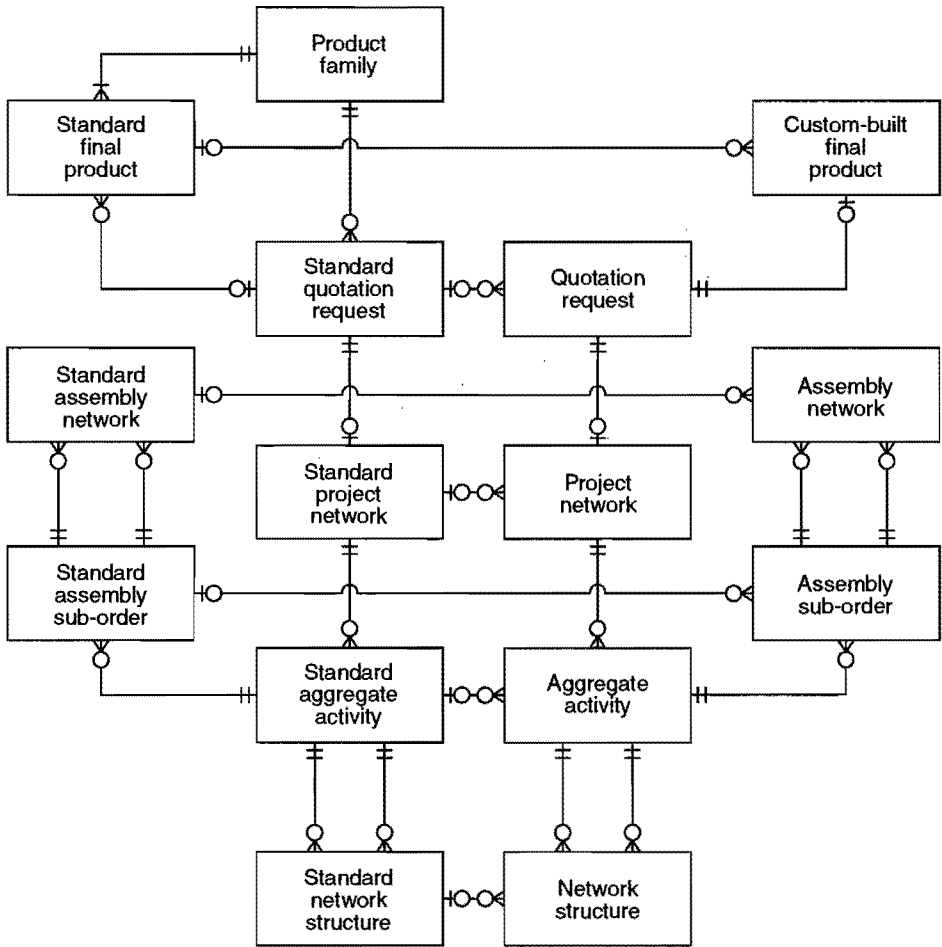 Product
family
Standard
final
product
Custom-built
final
product
Standard
quotation
request
Quotation
request
Standard
assembly
network
Assembly
network
Standard
project
network
Project
network
Standard
assembly
sub-order
Assembly
sub-order
Standard
aggregate
activity
Aggregate
activity
Standard
network
structure
Network
structure